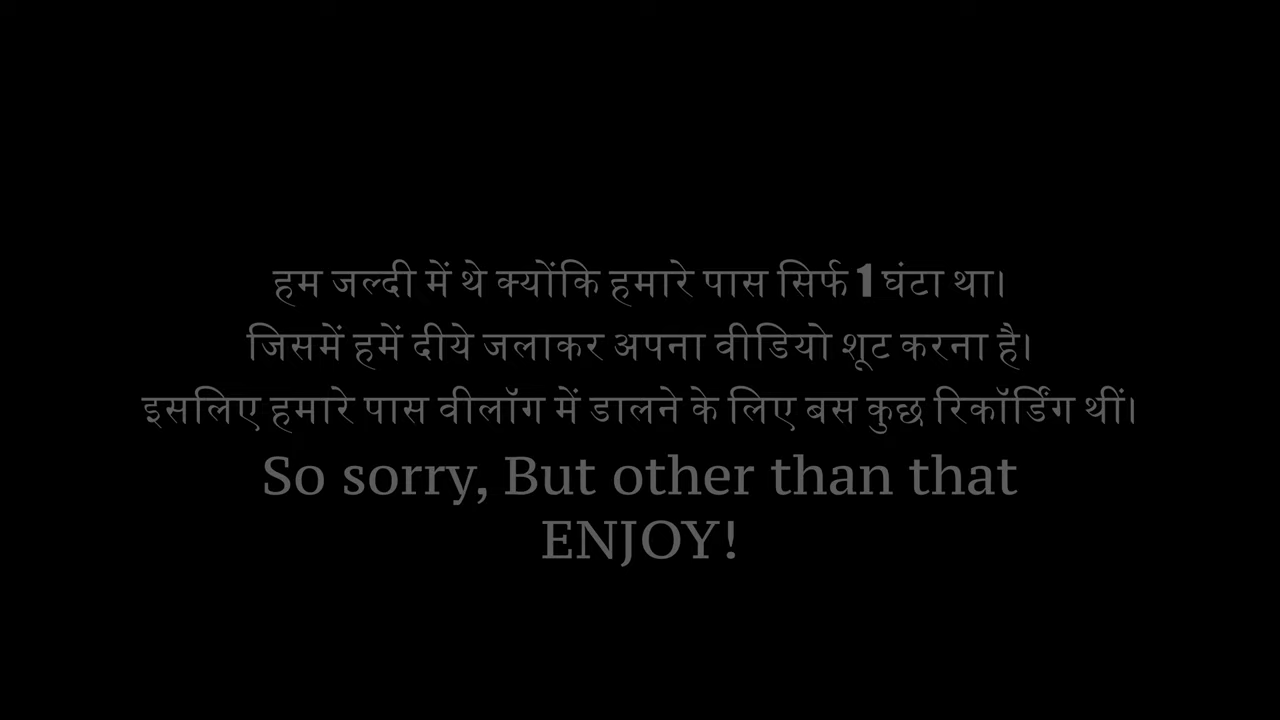 हम जल्दी में थे क्योंकि हमारे पास सिर्फ 1 घंटा था।
जिसमें हमें दीये जलाकर अपना वीडियो शूट करना है।
इसलिए हमारे पास वीलॉग में डालने के लिए बस कुछ रिकॉर्डिंग थीं।
So sorry, But other than that
ENJOY!